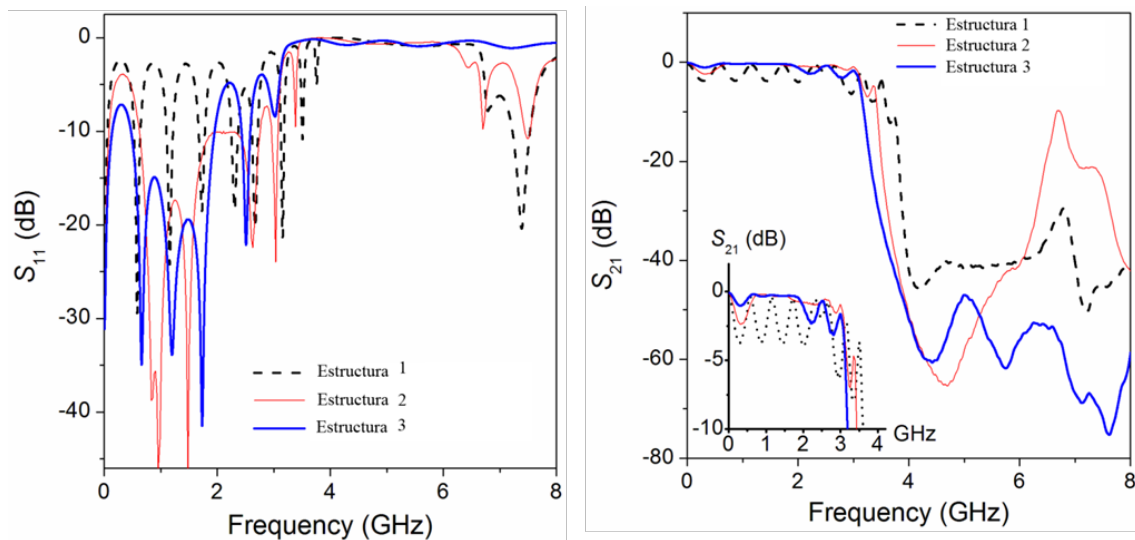 0
-10
-20
-30
-40
S11 (dB)
Estructura 1
Estructura 2
Estructura 3
0 2 4 6 8
Frequency (GHz)
Estructura 1
Estructura 2
Estructura 3
0
-20
-40
-60
-80
S21 (dB)
S21 (dB)
0
-5
-10
0 1 2 3 4 GHz
0 2 4 6 8
Frequency (GHz)